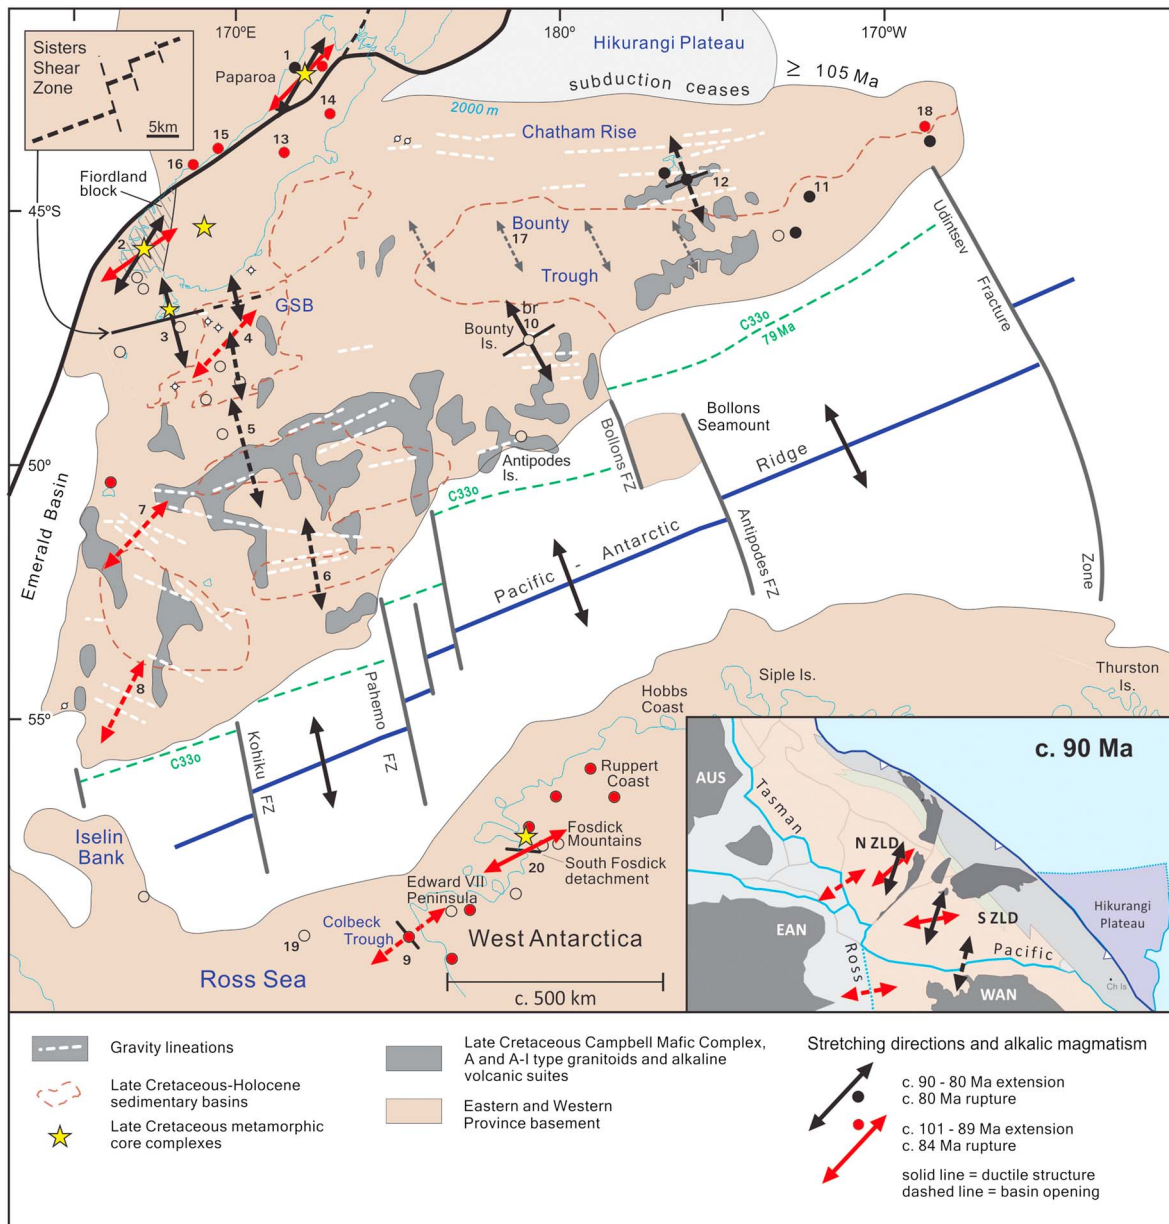 170°E
180°
170°W
Sisters
Shear
Zone
5km
1
Paparoa
Hikurangi Plateau
subduction ceases
≥ 105 Ma
2000 m
14
15
13
16
Chatham Rise
18
Fiordland
block
12
11
45°S
2
Bounty
17
Trough
Udintsev
Fracture
Zone
GSB
3
4
br
10
Bounty
Is.
C33o
79 Ma
5
Bollons
Seamount
Bollons FZ
Antipodes
Is.
Ridge
50°
C33o
Emerald Basin
7
Antarctic
Pacific -
Antipodes FZ
6
8
Siple Is.
Thurston
Is.
Hobbs
Coast
55°
Pahemo
FZ
Kohiku
FZ
C33o
Ruppert
Coast
Iselin
Bank
Fosdick
Mountains
20
South Fosdick
detachment
Edward VII
Peninsula
Colbeck
Trough
9
19
West Antarctica
Ross Sea
c. 500 km
c. 90 Ma
AUS
Tasman
N ZLD
S ZLD
Hikurangi
Plateau
EAN
Ross
Pacific
WAN
Ch Is
Gravity lineations
Late Cretaceous-Holocene
sedimentary basins
Late Cretaceous metamorphic
core complexes
Late Cretaceous Campbell Mafic Complex,
A and A-I type granitoids and alkaline
volcanic suites
Eastern and Western
Province basement
Stretching directions and alkalic magmatism
c. 90 - 80 Ma extension
c. 80 Ma rupture
c. 101 - 89 Ma extension
c. 84 Ma rupture
solid line = ductile structure
dashed line = basin opening